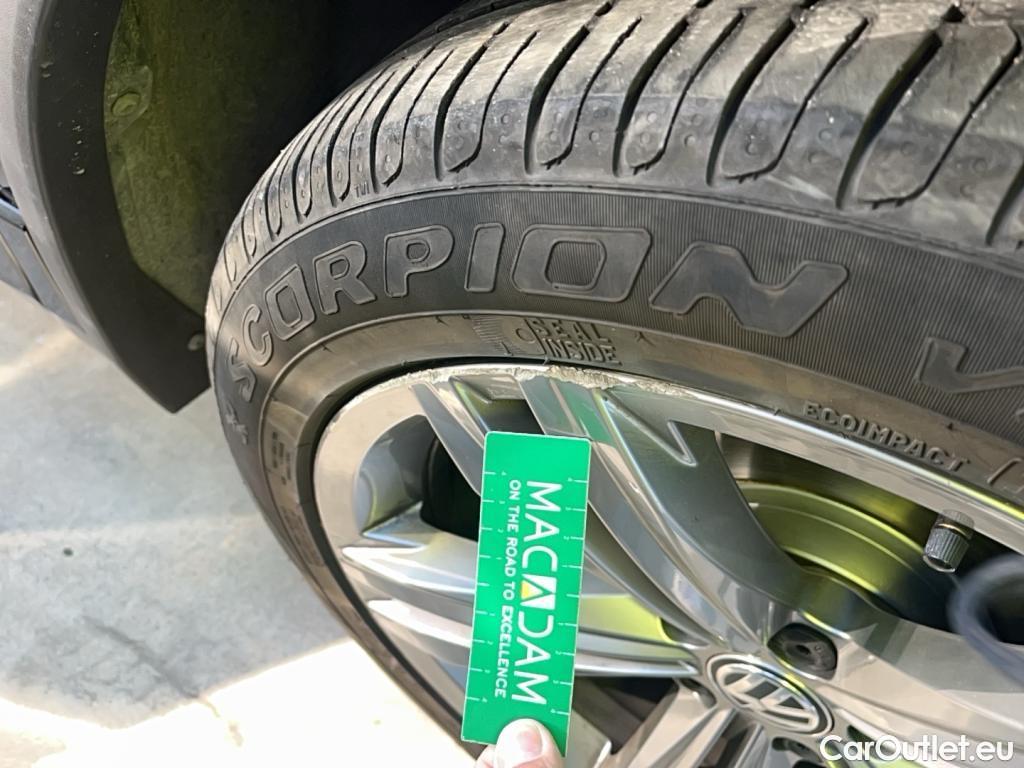 SCORPION V
SEAL
INSIDE
ECOIMPACT
MACADAM
ON THE ROAD TO EXCELLENCE
CarOutlet.eu